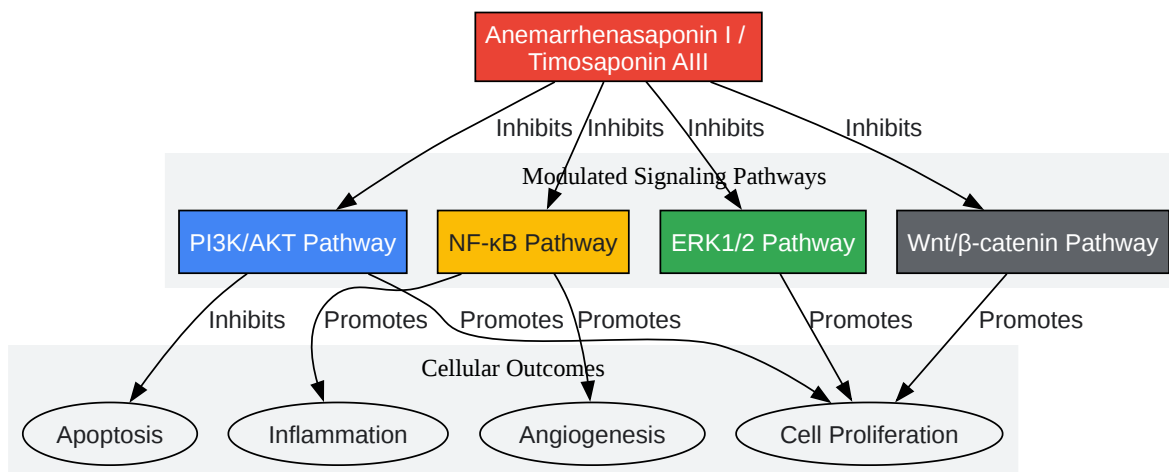 Anemarrhenasaponin I /
Timosaponin AIII
Inhibits
Inhibits
Inhibits
Inhibits
Modulated Signaling Pathways
PI3K/AKT Pathway
NF-κB Pathway
ERK1/2 Pathway
Wnt/β-catenin Pathway
Inhibits
Promotes
Promotes
Promotes
Promotes
Promotes
Cellular Outcomes
Apoptosis
Inflammation
Angiogenesis
Cell Proliferation